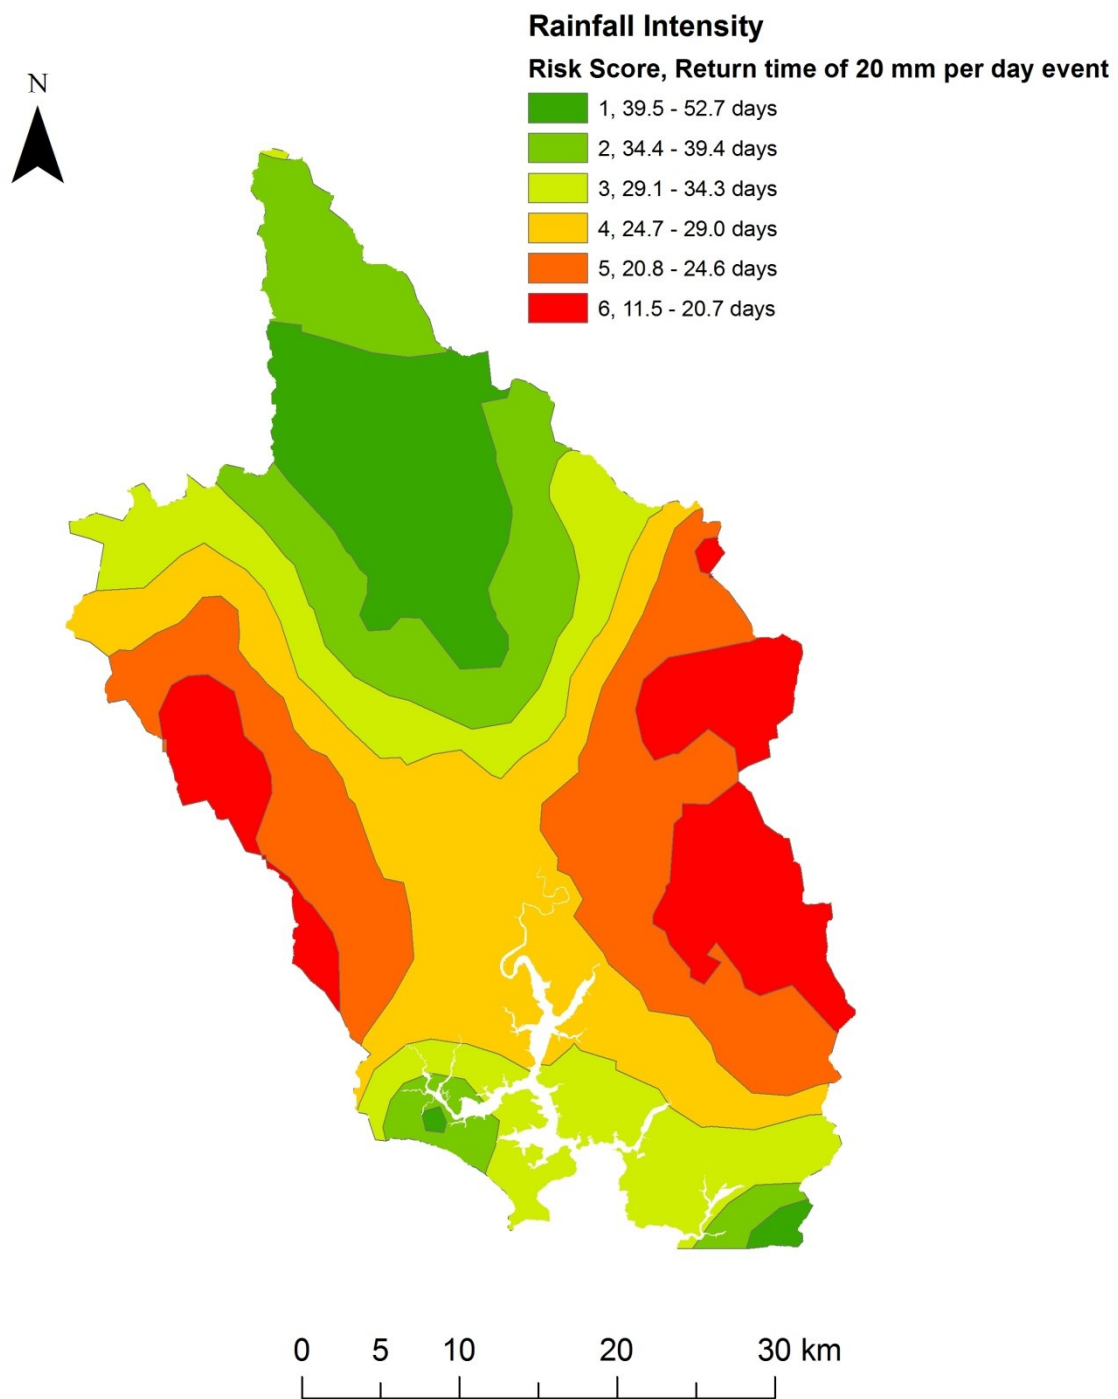 Rainfall Intensity
Risk Score, Return time of 20 mm per day event
N
1, 39.5 - 52.7 days
2, 34.4 - 39.4 days
3, 29.1 - 34.3 days
4, 24.7 - 29.0 days
5, 20.8 - 24.6 days
6, 11.5 - 20.7 days
0 5 10 20 30 km